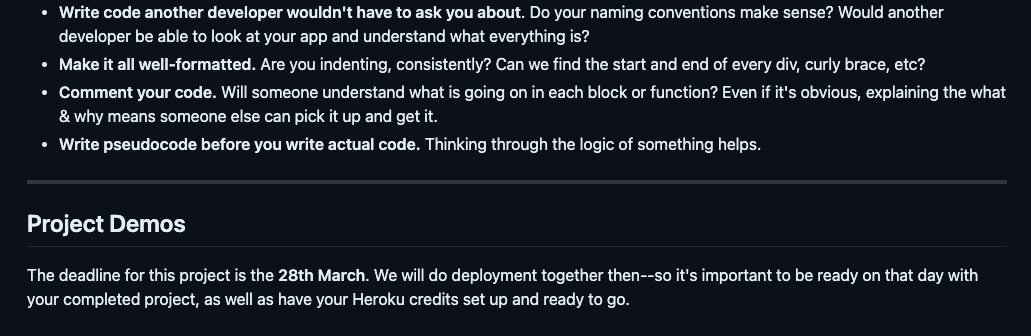 • Write code another developer wouldn't have to ask you about. Do your naming conventions make sense? Would another
developer be able to look at your app and understand what everything is?
• Make it all well-formatted. Are you indenting, consistently? Can we find the start and end of every div, curly brace, etc?
• Comment your code. Will someone understand what is going on in each block or function? Even if it's obvious, explaining the what
& why means someone else can pick it up and get it.
• Write pseudocode before you write actual code. Thinking through the logic of something helps.
Project Demos
The deadline for this project is the 28th March. We will do deployment together then--so it's important to be ready on that day with
your completed project, as well as have your Heroku credits set up and ready to go.